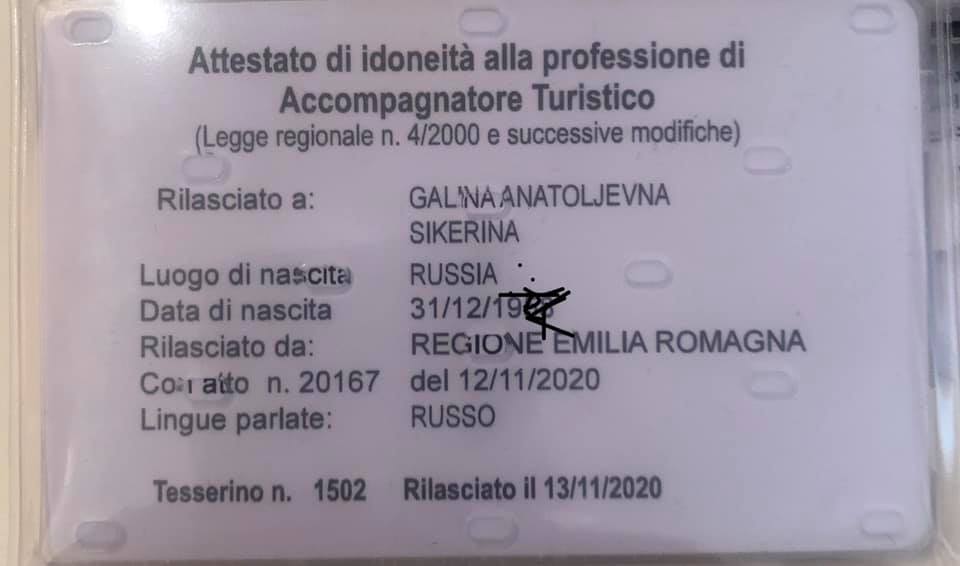 Attestato di idoneità alla professione di
Accompagnatore Turistico
(Legge regionale n. 4/2000 e successive modifiche)
Rilasciato a: GALINA ANATOLJEVNA
SIKERINA
Luogo di nascita RUSSIA
Data di nascita 31/12/19
Rilasciato da: REGIONE EMILIA ROMAGNA
Con atto n. 20167 del 12/11/2020
Lingue parlate: RUSSO
Tesserino n. 1502 Rilasciato il 13/11/2020